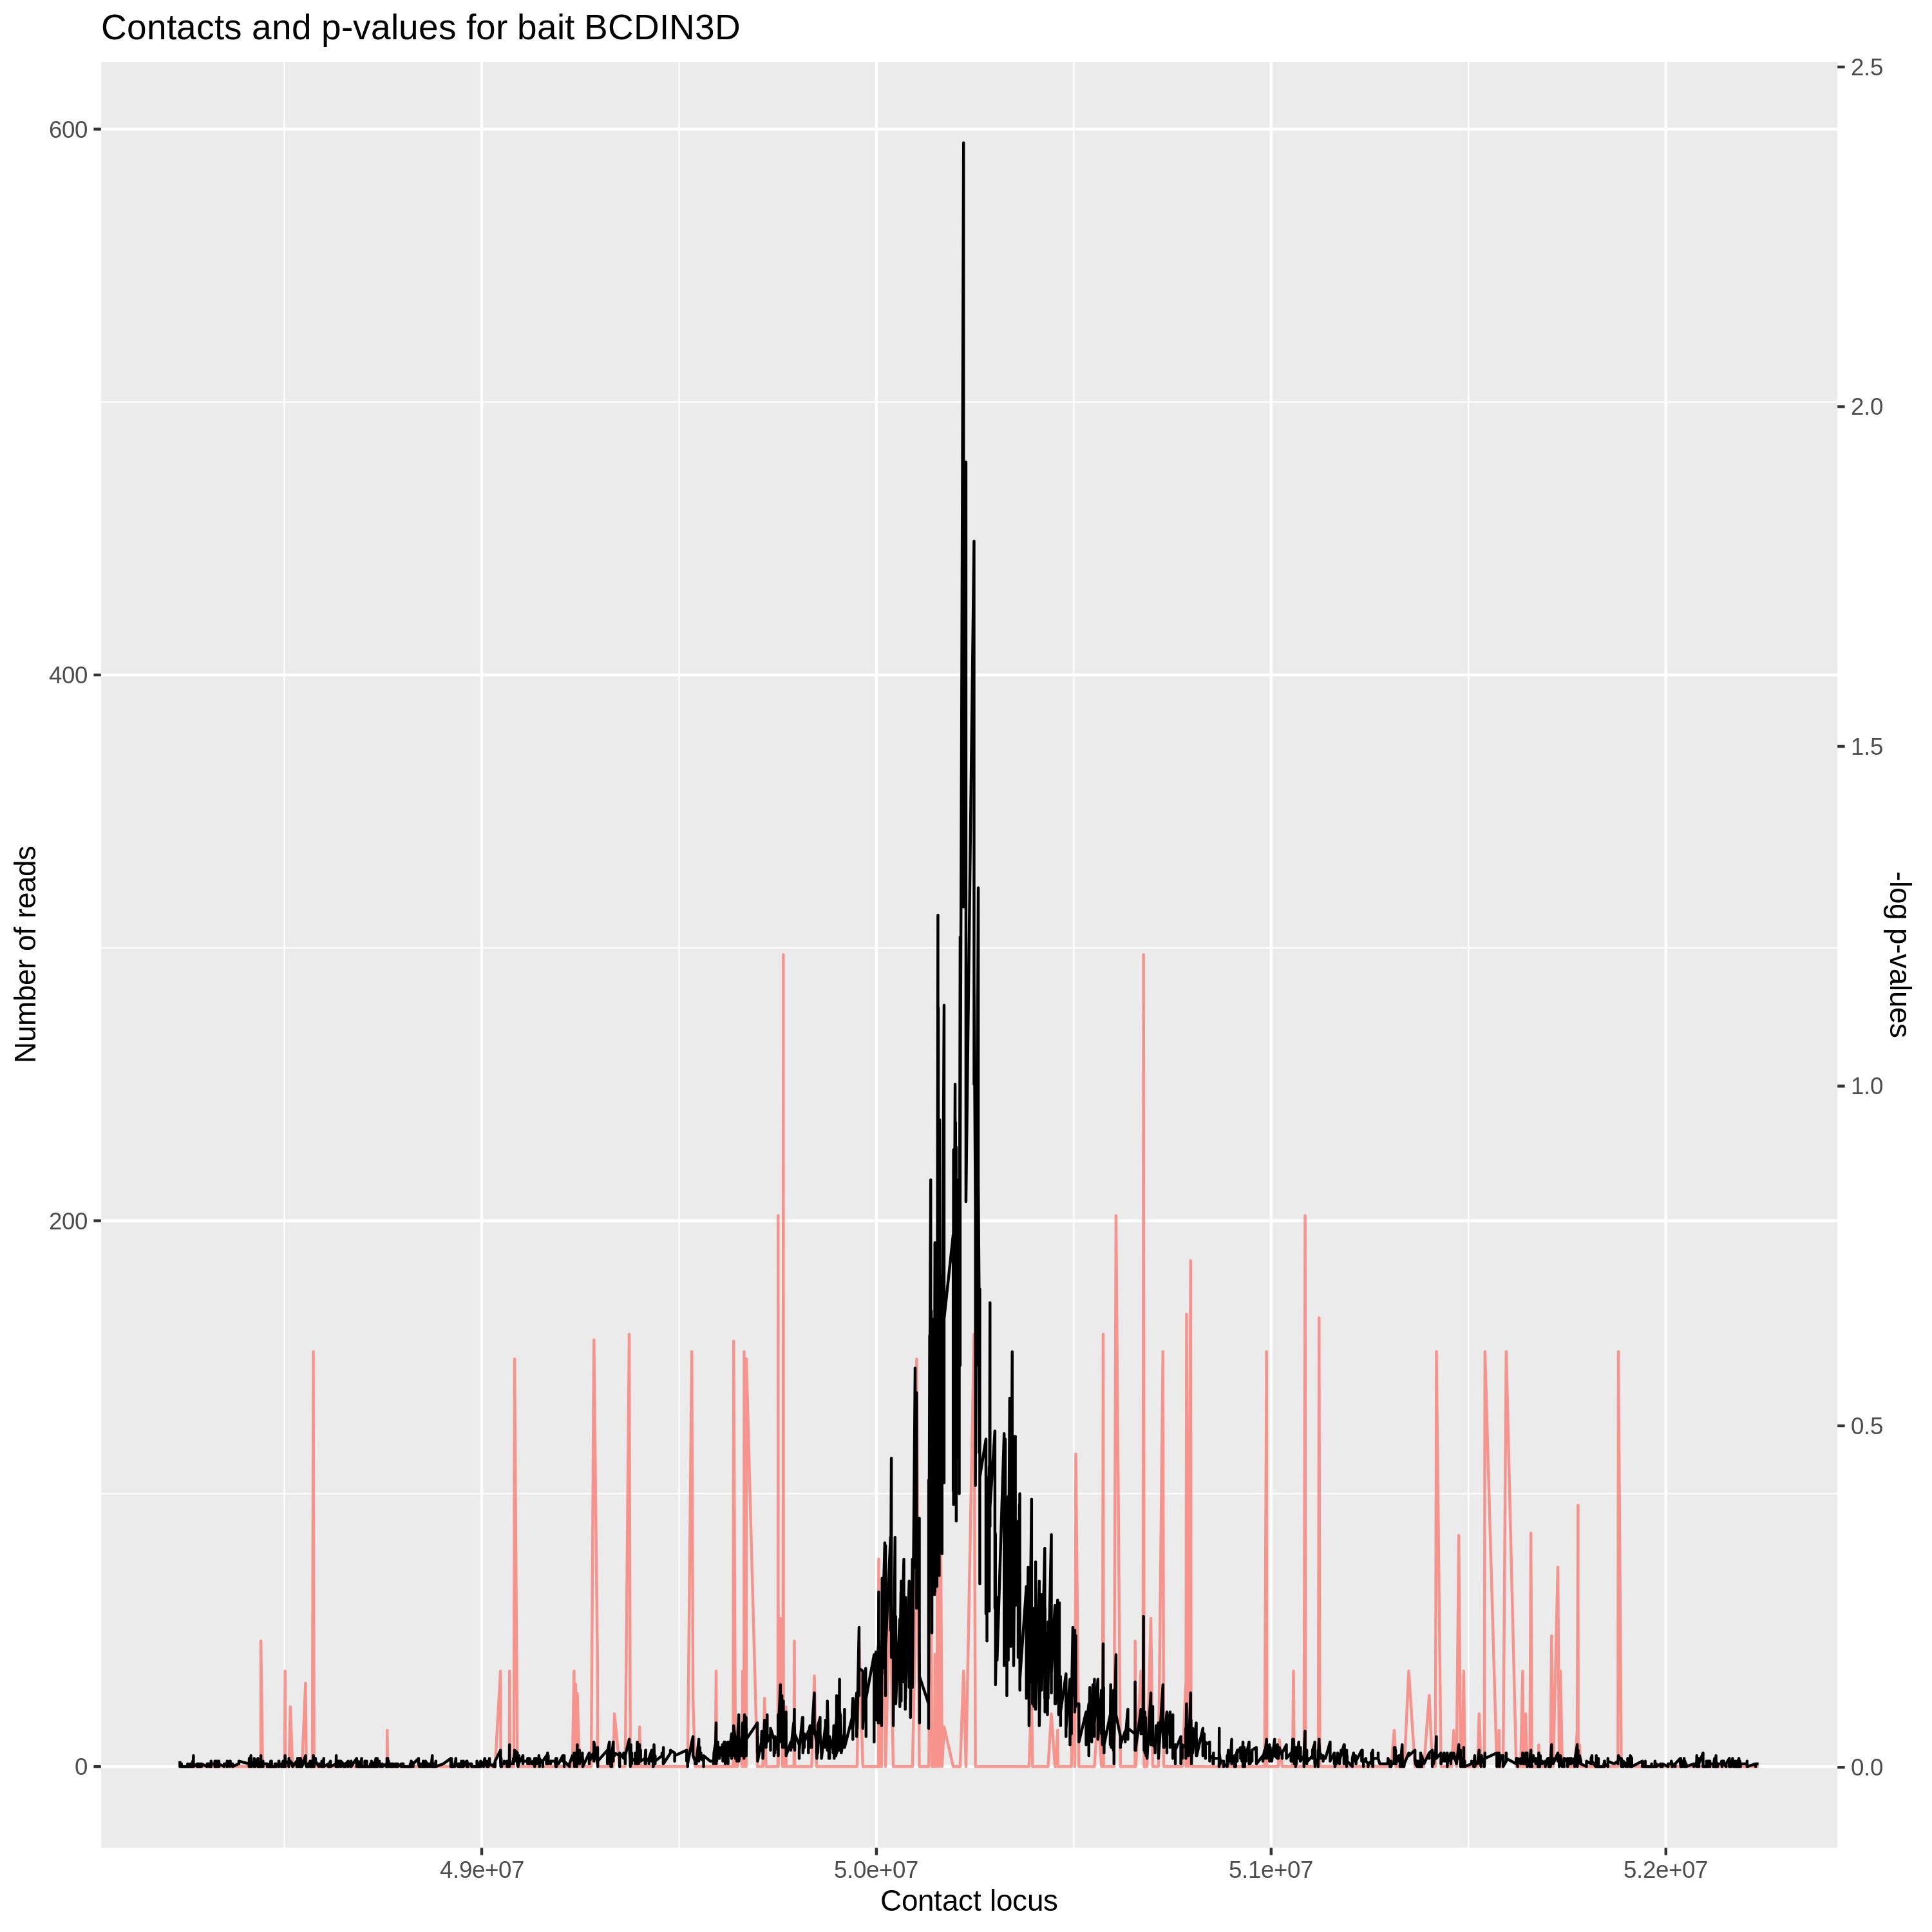 Contacts and p-values for bait BCDIN3D
600
400
200
0
Number of reads
2.5
2.0
1.5
1.0
0.5
0.0
-log p-values
4.9e+07
5.0e+07
5.1e+07
5.2e+07
Contact locus